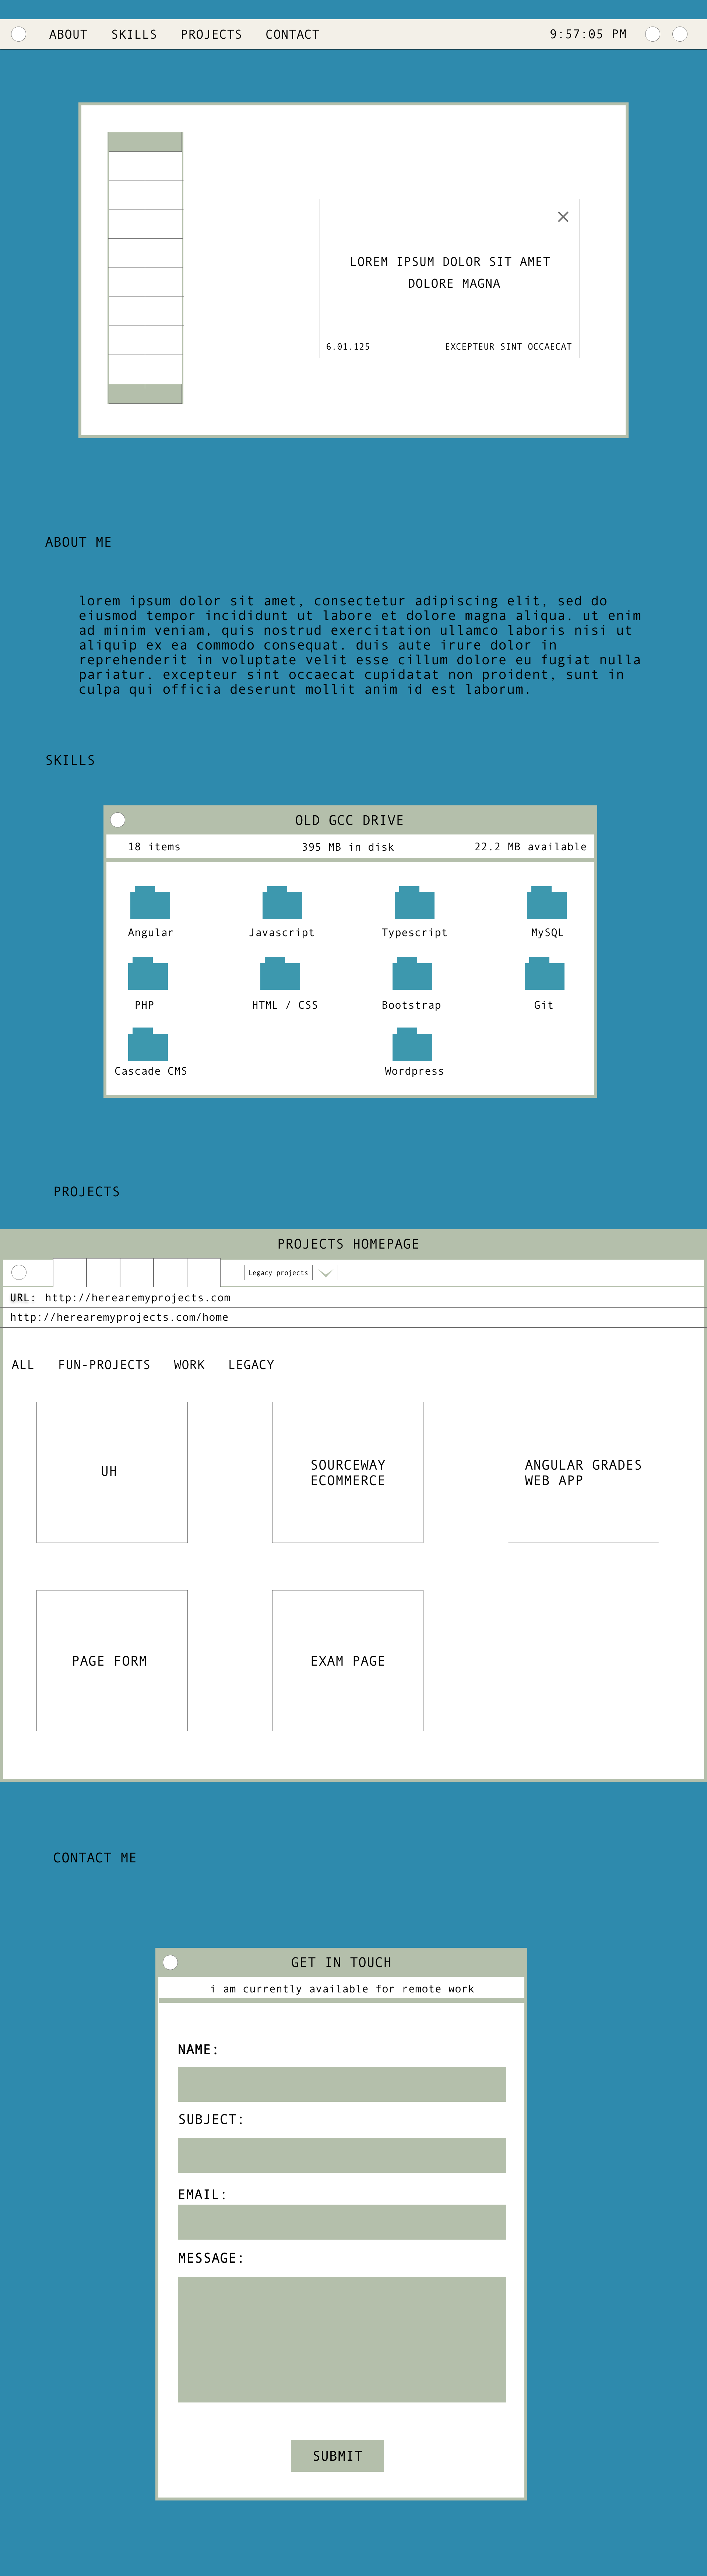 ABOUT SKILLS PROJECTS CONTACT 9:57:05 PM
LOREM IPSUM DOLOR SIT AMET
DOLORE MAGNA
6.01.125 EXCEPTEUR SINT OCCAECAT
ABOUT ME
lorem ipsum dolor sit amet, consectetur adipiscing elit, sed do
eiusmod tempor incididunt ut labore et dolore magna aliqua. ut enim
ad minim veniam, quis nostrud exercitation ullamco laboris nisi ut
aliquip ex ea commodo consequat. duis aute irure dolor in
reprehenderit in voluptate velit esse cillum dolore eu fugiat nulla
pariatur. excepteur sint occaecat cupidatat non proident, sunt in
culpa qui officia deserunt mollit anim id est laborum.
SKILLS
OLD GCC DRIVE
18 items 395 MB in disk 22.2 MB available
Angular Javascript Typescript MySQL
PHP HTML / CSS Bootstrap Git
Cascade CMS Wordpress
PROJECTS
PROJECTS HOMEPAGE
Legacy projects
URL: http://herearemyprojects.com
http://herearemyprojects.com/home
ALL FUN-PROJECTS WORK LEGACY
UH
SOURCEWAY
ECOMMERCE
ANGULAR GRADES
WEB APP
PAGE FORM
EXAM PAGE
CONTACT ME
GET IN TOUCH
i am currently available for remote work
NAME:
SUBJECT:
EMAIL:
MESSAGE:
SUBMIT